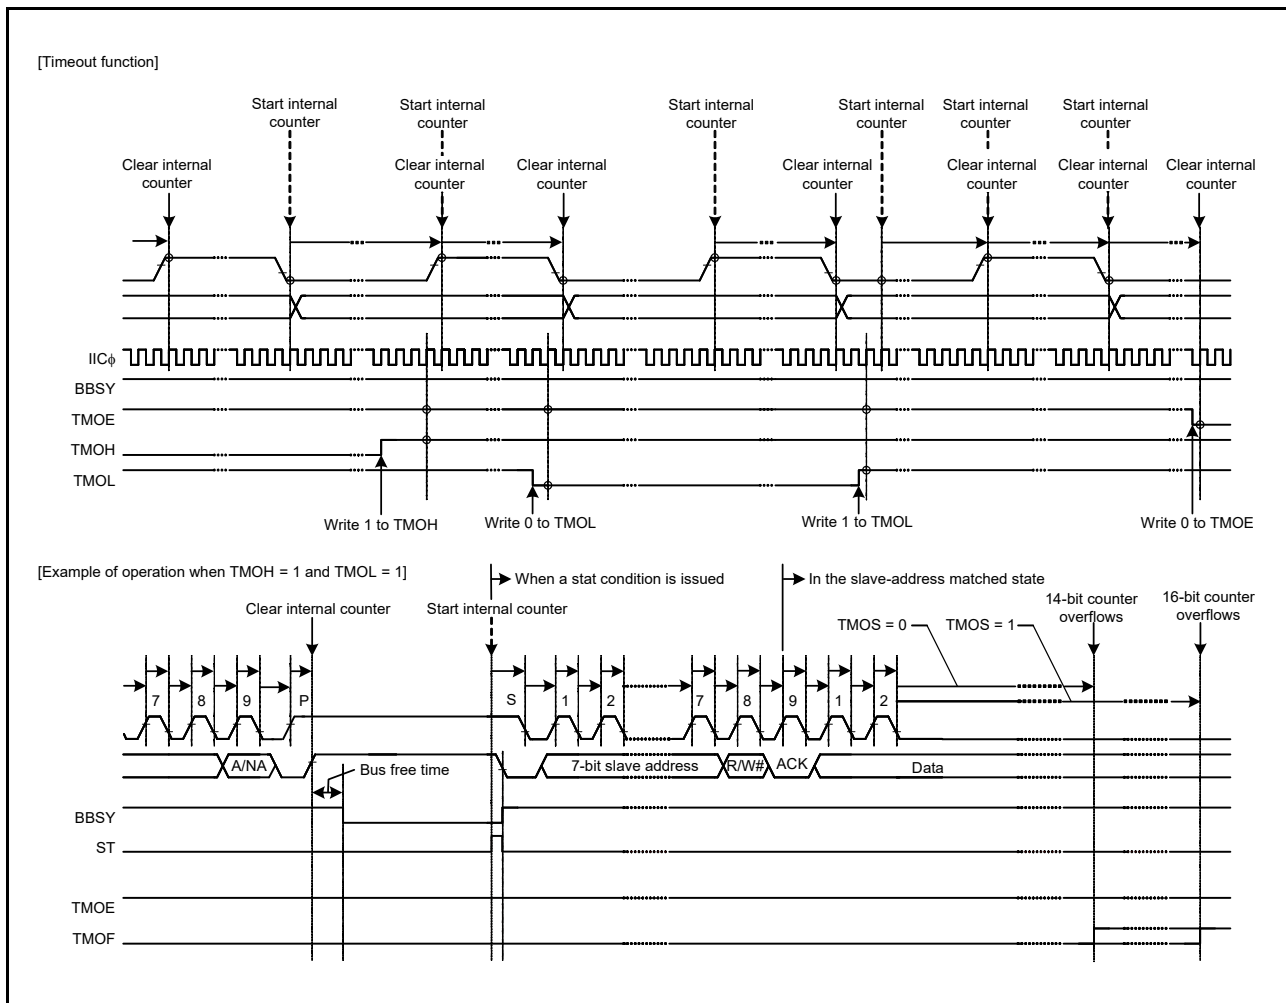 [Timeout function]
Start internal counter
Start internal counter
Start internal counter
Start internal counter
Start internal counter
Start internal counter
Clear internal counter
Clear internal counter
Clear internal counter
Clear internal counter
Clear internal counter
Clear internal counter
Clear internal counter
IICϕ
BBSY
TMOE
TMOH
TMOL
Write 1 to TMOH
Write 0 to TMOL
Write 1 to TMOL
Write 0 to TMOE
[Example of operation when TMOH = 1 and TMOL = 1]
When a stat condition is issued
In the slave-address matched state
Clear internal counter
Start internal counter
14-bit counter overflows
16-bit counter overflows
TMOS = 0
TMOS = 1
7 8 9 P S 1 2 7 8 9 1 2
A/NA
Bus free time
7-bit slave address
R/W#
ACK
Data
BBSY
ST
TMOE
TMOF